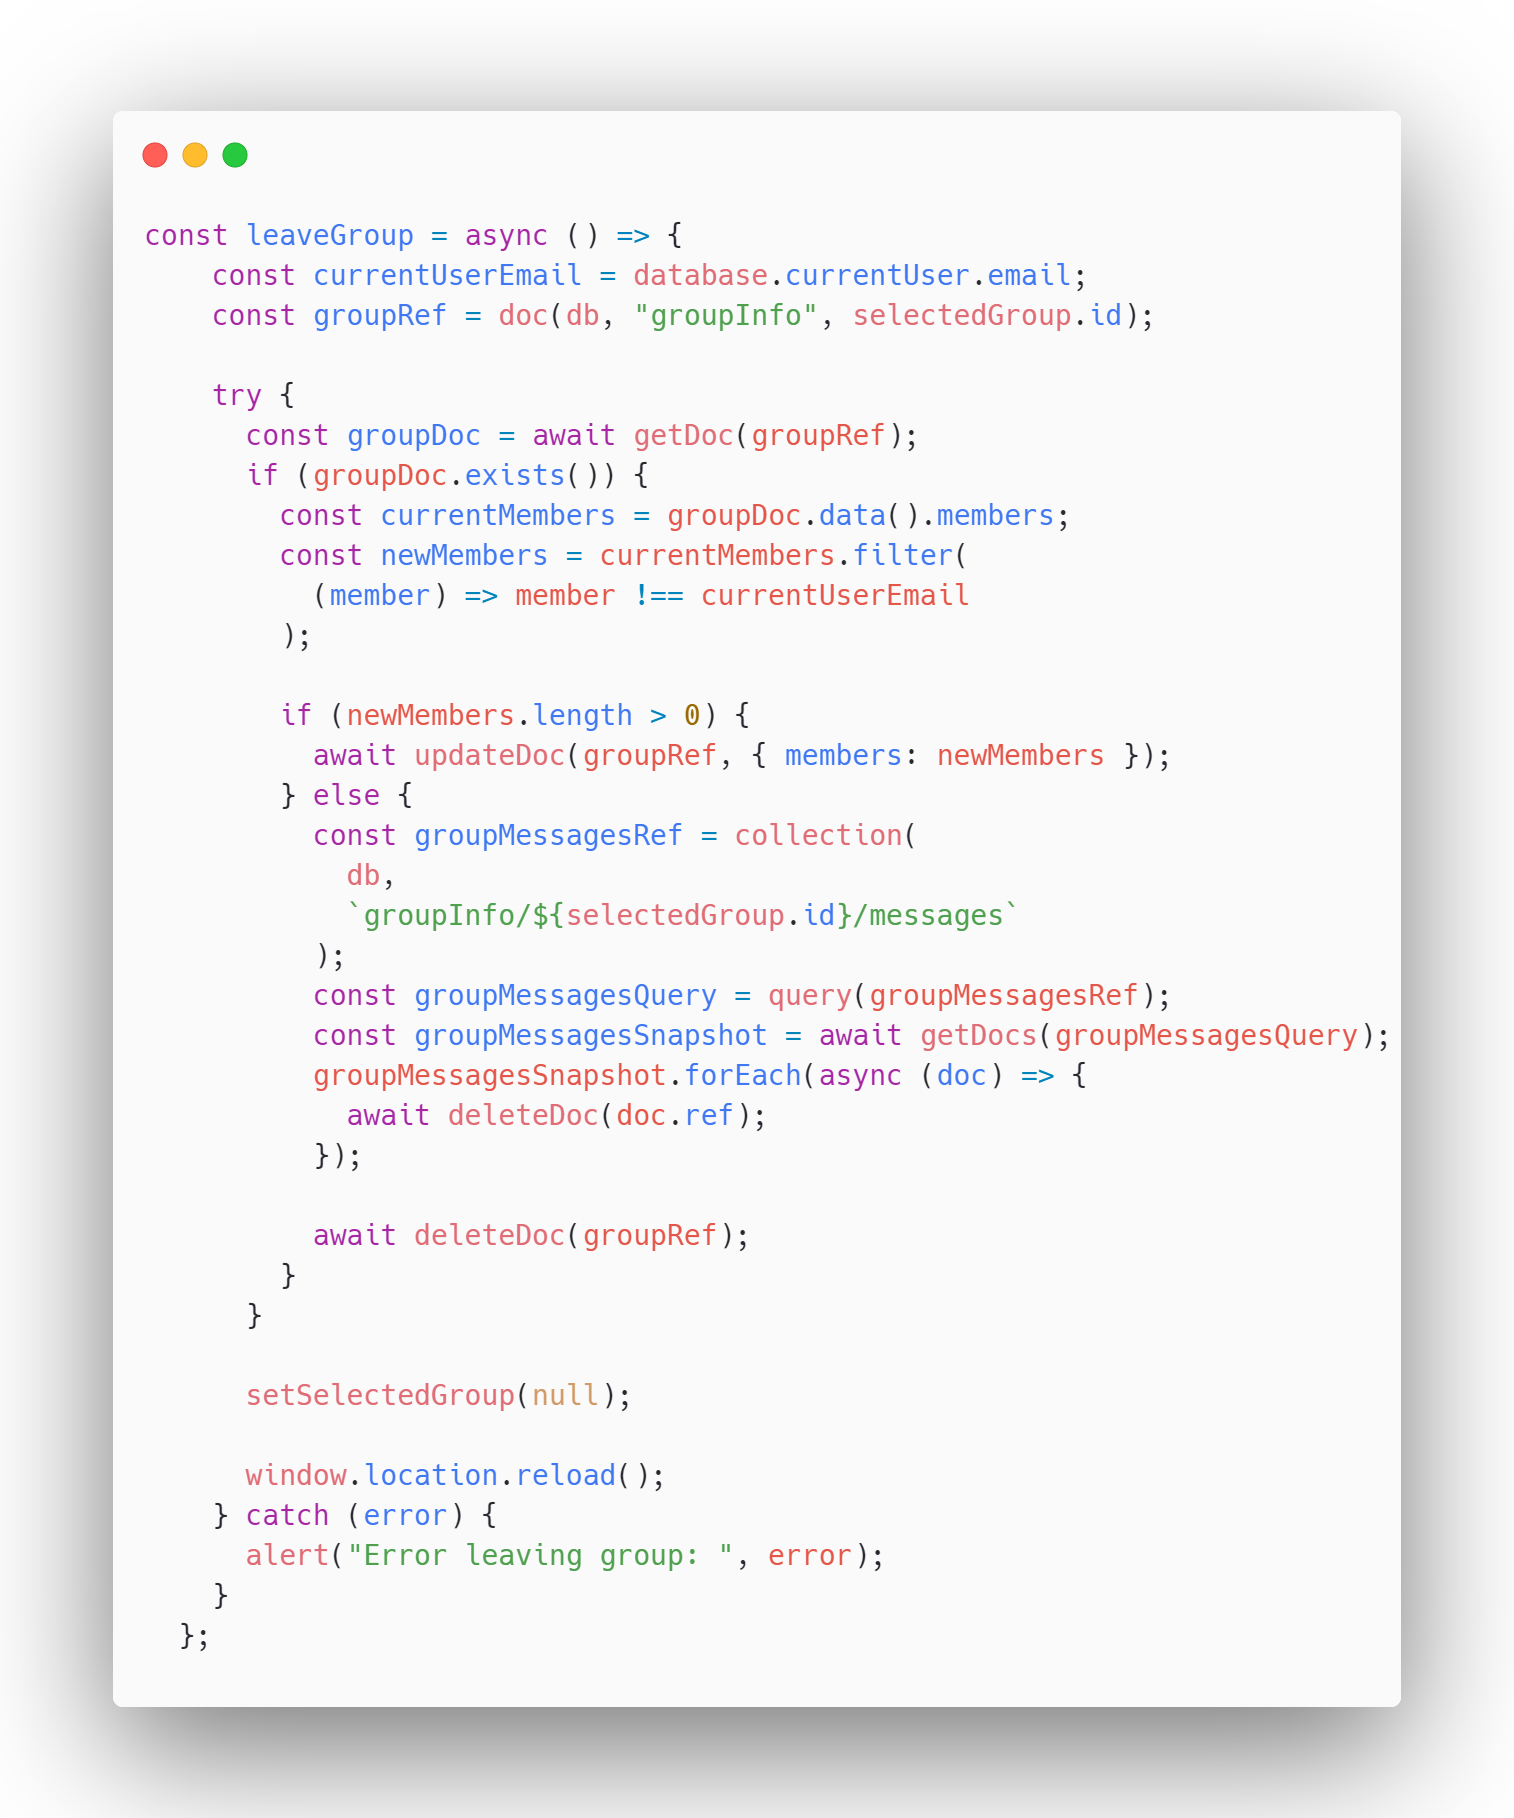 const leaveGroup = async () => {
    const currentUserEmail = database.currentUser.email;
    const groupRef = doc(db, "groupInfo", selectedGroup.id);

    try {
      const groupDoc = await getDoc(groupRef);
      if (groupDoc.exists()) {
        const currentMembers = groupDoc.data().members;
        const newMembers = currentMembers.filter(
          (member) => member !== currentUserEmail
        );

        if (newMembers.length > 0) {
          await updateDoc(groupRef, { members: newMembers });
        } else {
          const groupMessagesRef = collection(
            db,
            `groupInfo/${selectedGroup.id}/messages`
          );
          const groupMessagesQuery = query(groupMessagesRef);
          const groupMessagesSnapshot = await getDocs(groupMessagesQuery);
          groupMessagesSnapshot.forEach(async (doc) => {
            await deleteDoc(doc.ref);
          });

          await deleteDoc(groupRef);
        }
      }

      setSelectedGroup(null);

      window.location.reload();
    } catch (error) {
      alert("Error leaving group: ", error);
    }
  };